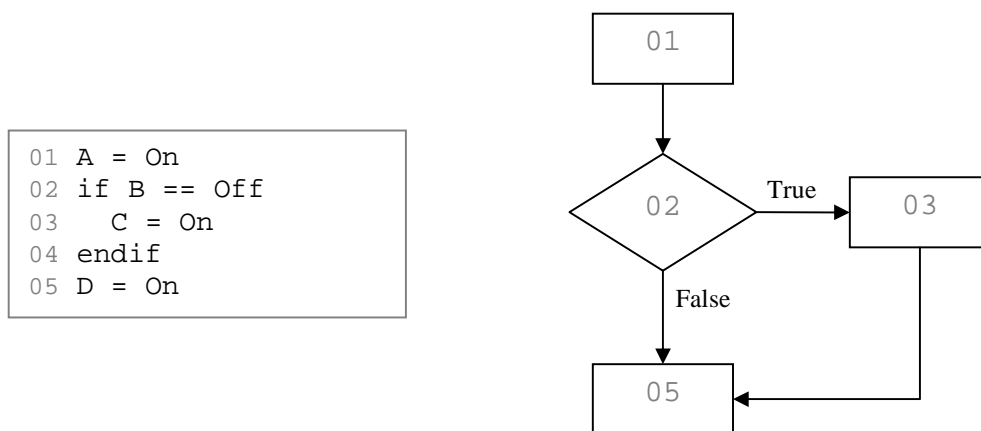 01 A = On
02 if B == Off
03   C = On
04 endif
05 D = On
01
02
True
03
False
05